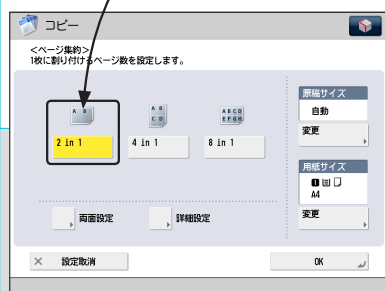 コピー
<ページ集約>
1枚に割り付けるページ数を設定します。
A B
A B
C D
A B C D
E F G H
2 in 1
4 in 1
8 in 1
両面設定
詳細設定
原稿サイズ
自動
変更
用紙サイズ
1
A4
変更
設定取消
OK